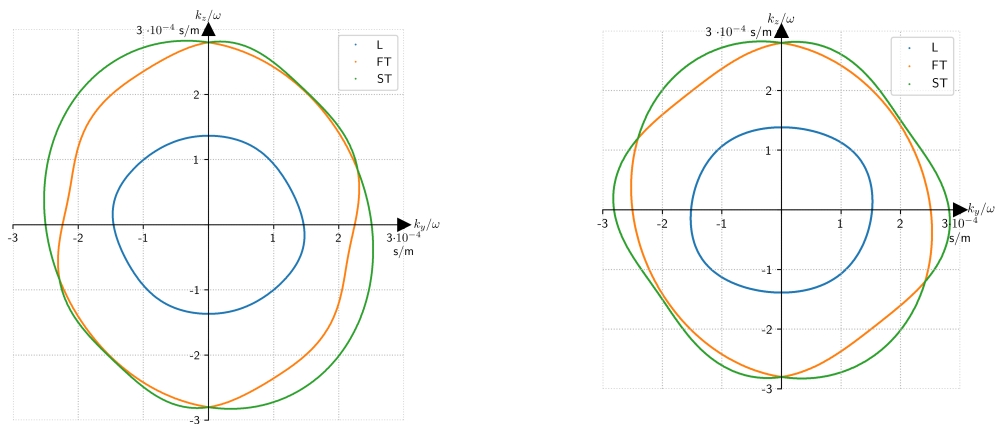 k_z/ω
3 ·10⁻⁴ s/m
L
FT
ST
2
1
k_y/ω
-3
-2
-1
1
2
3·10⁻⁴
s/m
-1
-2
-3
k_z/ω
3 ·10⁻⁴ s/m
L
FT
ST
2
1
k_y/ω
-3
-2
-1
1
2
3·10⁻⁴
s/m
-1
-2
-3